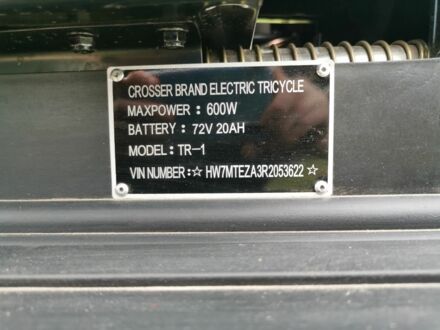 CROSSER BRAND ELECTRIC TRICYCLE
MAXPOWER : 600W
BATTERY : 72V 20AH
MODEL : TR-1
VIN NUMBER : ☆ HW7MTEZA3R2053622 ☆